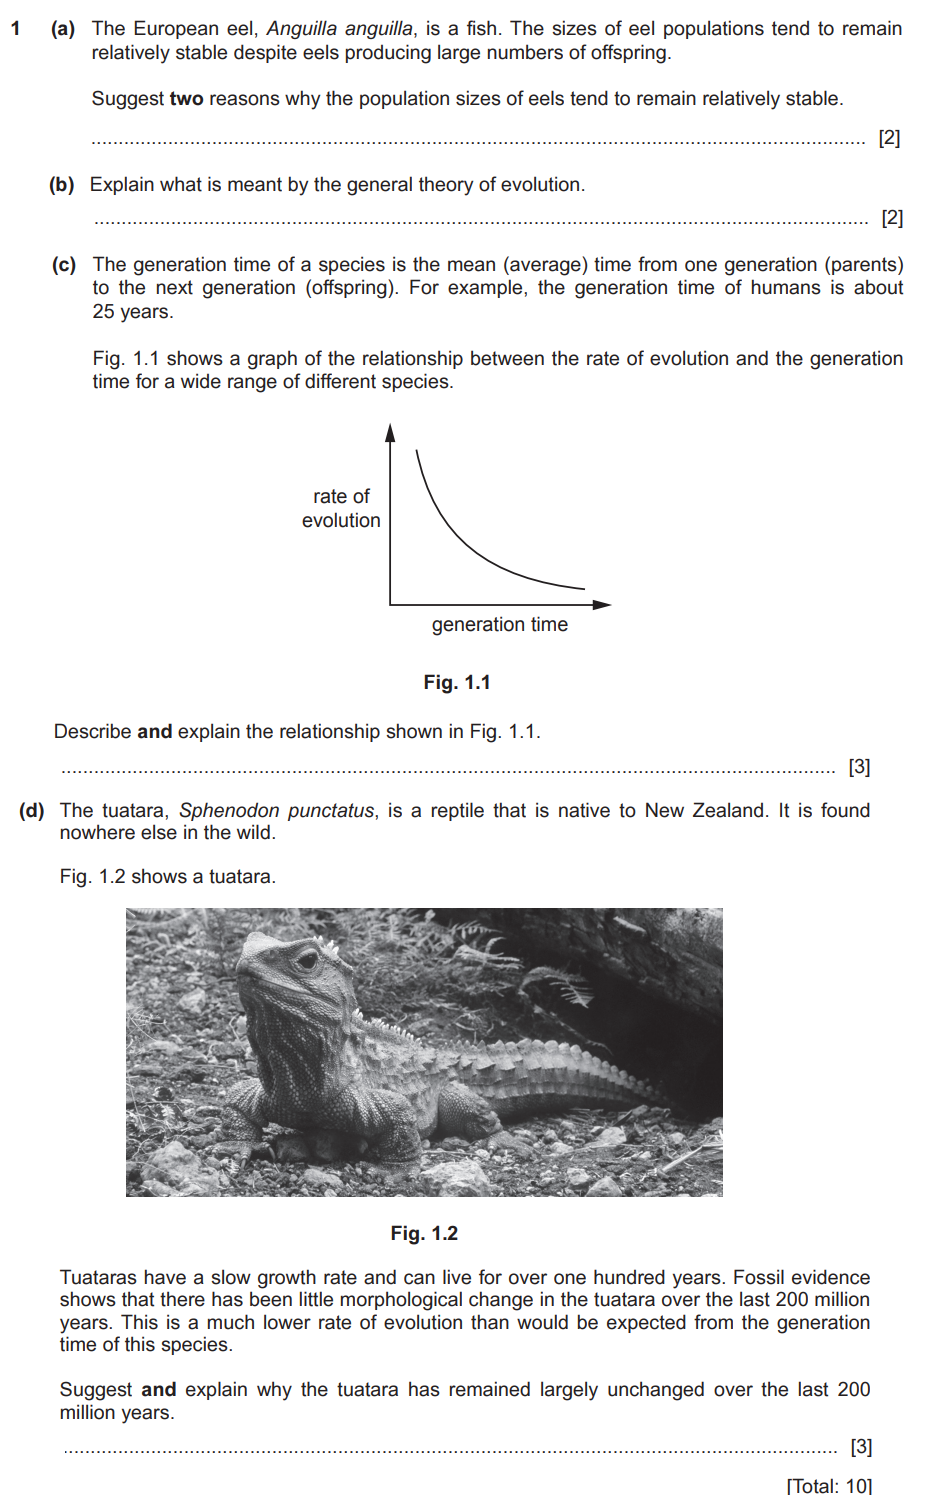 1 (a) The European eel, Anguilla anguilla, is a fish. The sizes of eel populations tend to remain
relatively stable despite eels producing large numbers of offspring.
Suggest two reasons why the population sizes of eels tend to remain relatively stable.
.......................................................................................................................................... [2]
(b) Explain what is meant by the general theory of evolution.
.......................................................................................................................................... [2]
(c) The generation time of a species is the mean (average) time from one generation (parents)
to the next generation (offspring). For example, the generation time of humans is about
25 years.
Fig. 1.1 shows a graph of the relationship between the rate of evolution and the generation
time for a wide range of different species.
rate of
evolution
generation time
Fig. 1.1
Describe and explain the relationship shown in Fig. 1.1.
.......................................................................................................................................... [3]
(d) The tuatara, Sphenodon punctatus, is a reptile that is native to New Zealand. It is found
nowhere else in the wild.
Fig. 1.2 shows a tuatara.
Fig. 1.2
Tuataras have a slow growth rate and can live for over one hundred years. Fossil evidence
shows that there has been little morphological change in the tuatara over the last 200 million
years. This is a much lower rate of evolution than would be expected from the generation
time of this species.
Suggest and explain why the tuatara has remained largely unchanged over the last 200
million years.
.......................................................................................................................................... [3]
[Total: 10]